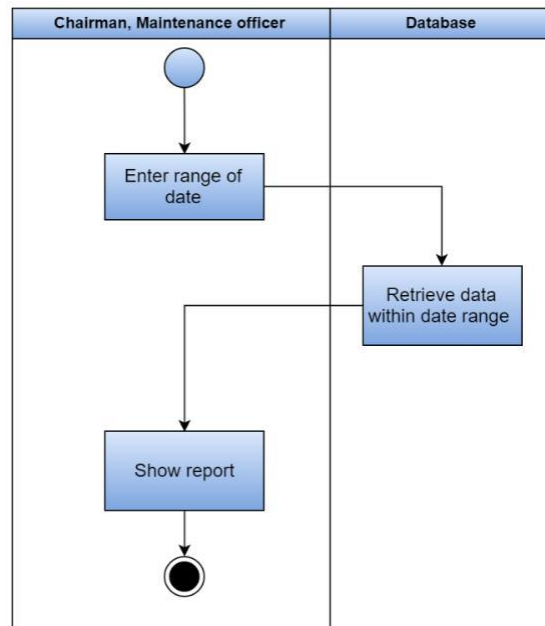 Chairman, Maintenance officer
Database
Enter range of
date
Retrieve data
within date range
Show report